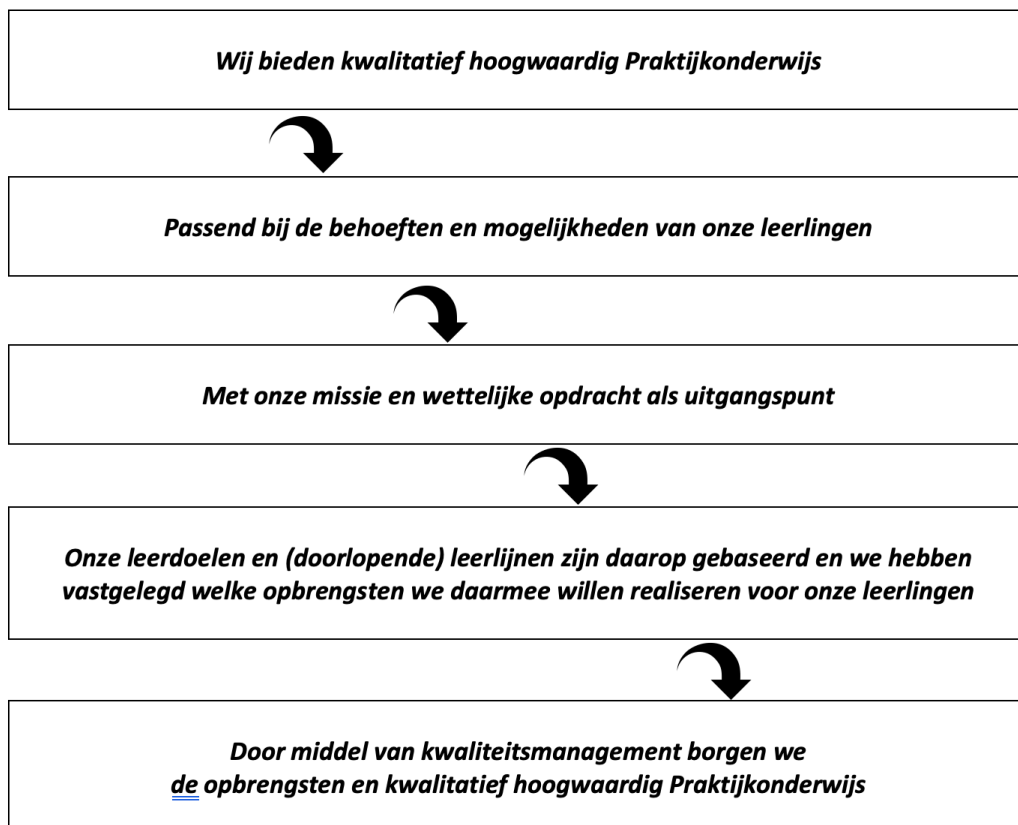 Wij bieden kwalitatief hoogwaardig Praktijkonderwijs
Passend bij de behoeften en mogelijkheden van onze leerlingen
Met onze missie en wettelijke opdracht als uitgangspunt
Onze leerdoelen en (doorlopende) leerlijnen zijn daarop gebaseerd en we hebben
vastgelegd welke opbrengsten we daarmee willen realiseren voor onze leerlingen
Door middel van kwaliteitsmanagement borgen we
de opbrengsten en kwalitatief hoogwaardig Praktijkonderwijs